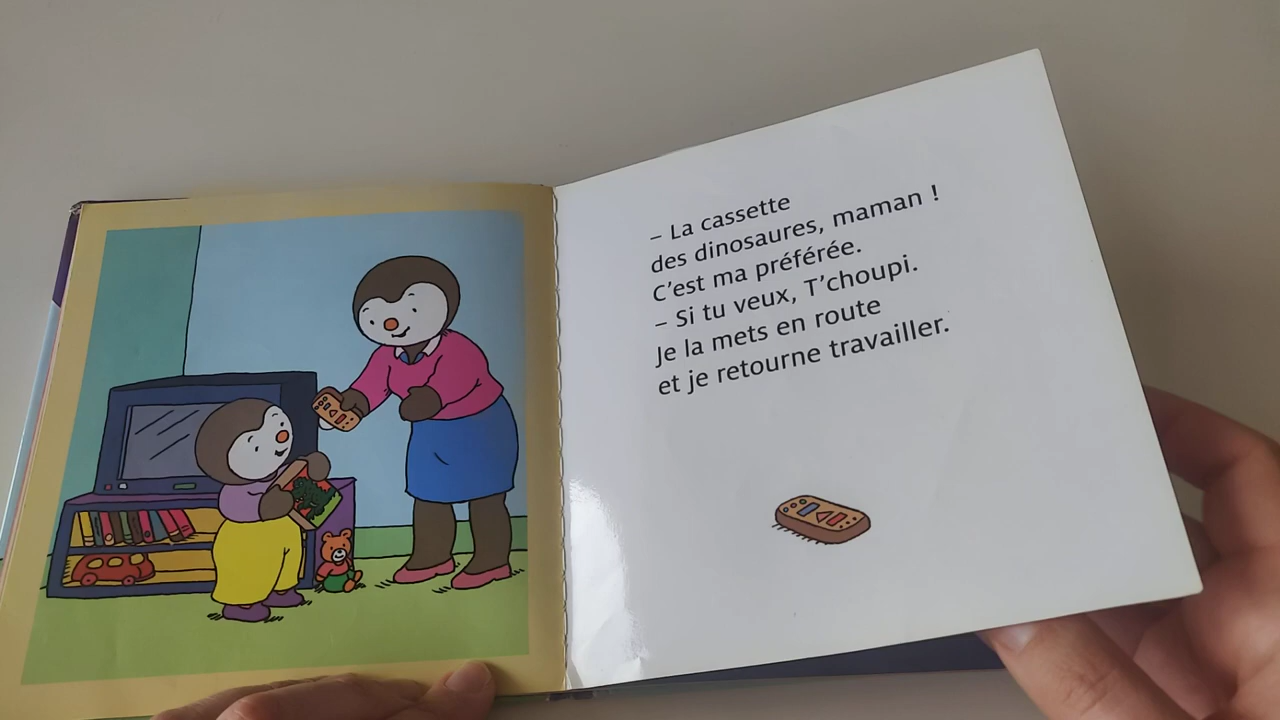 – La cassette
des dinosaures, maman !
C’est ma préférée.
– Si tu veux, T’choupi.
Je la mets en route
et je retourne travailler.